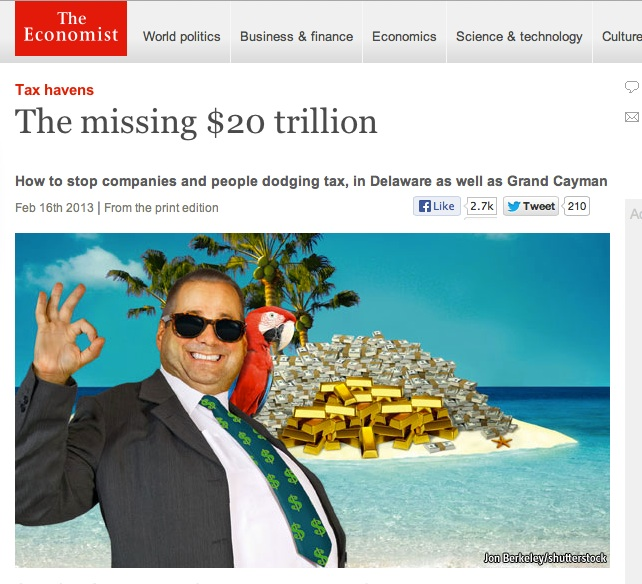 The
Economist
World politics
Business & finance
Economics
Science & technology
Culture
Tax havens
The missing $20 trillion
How to stop companies and people dodging tax, in Delaware as well as Grand Cayman
Feb 16th 2013 | From the print edition
Like 2.7k Tweet 210
Jon Berkeley/shutterstock